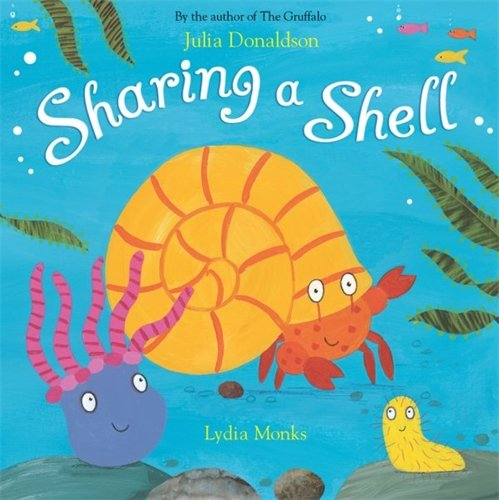 By the author of The Gruffalo
Julia Donaldson
Sharing a Shell
Lydia Monks